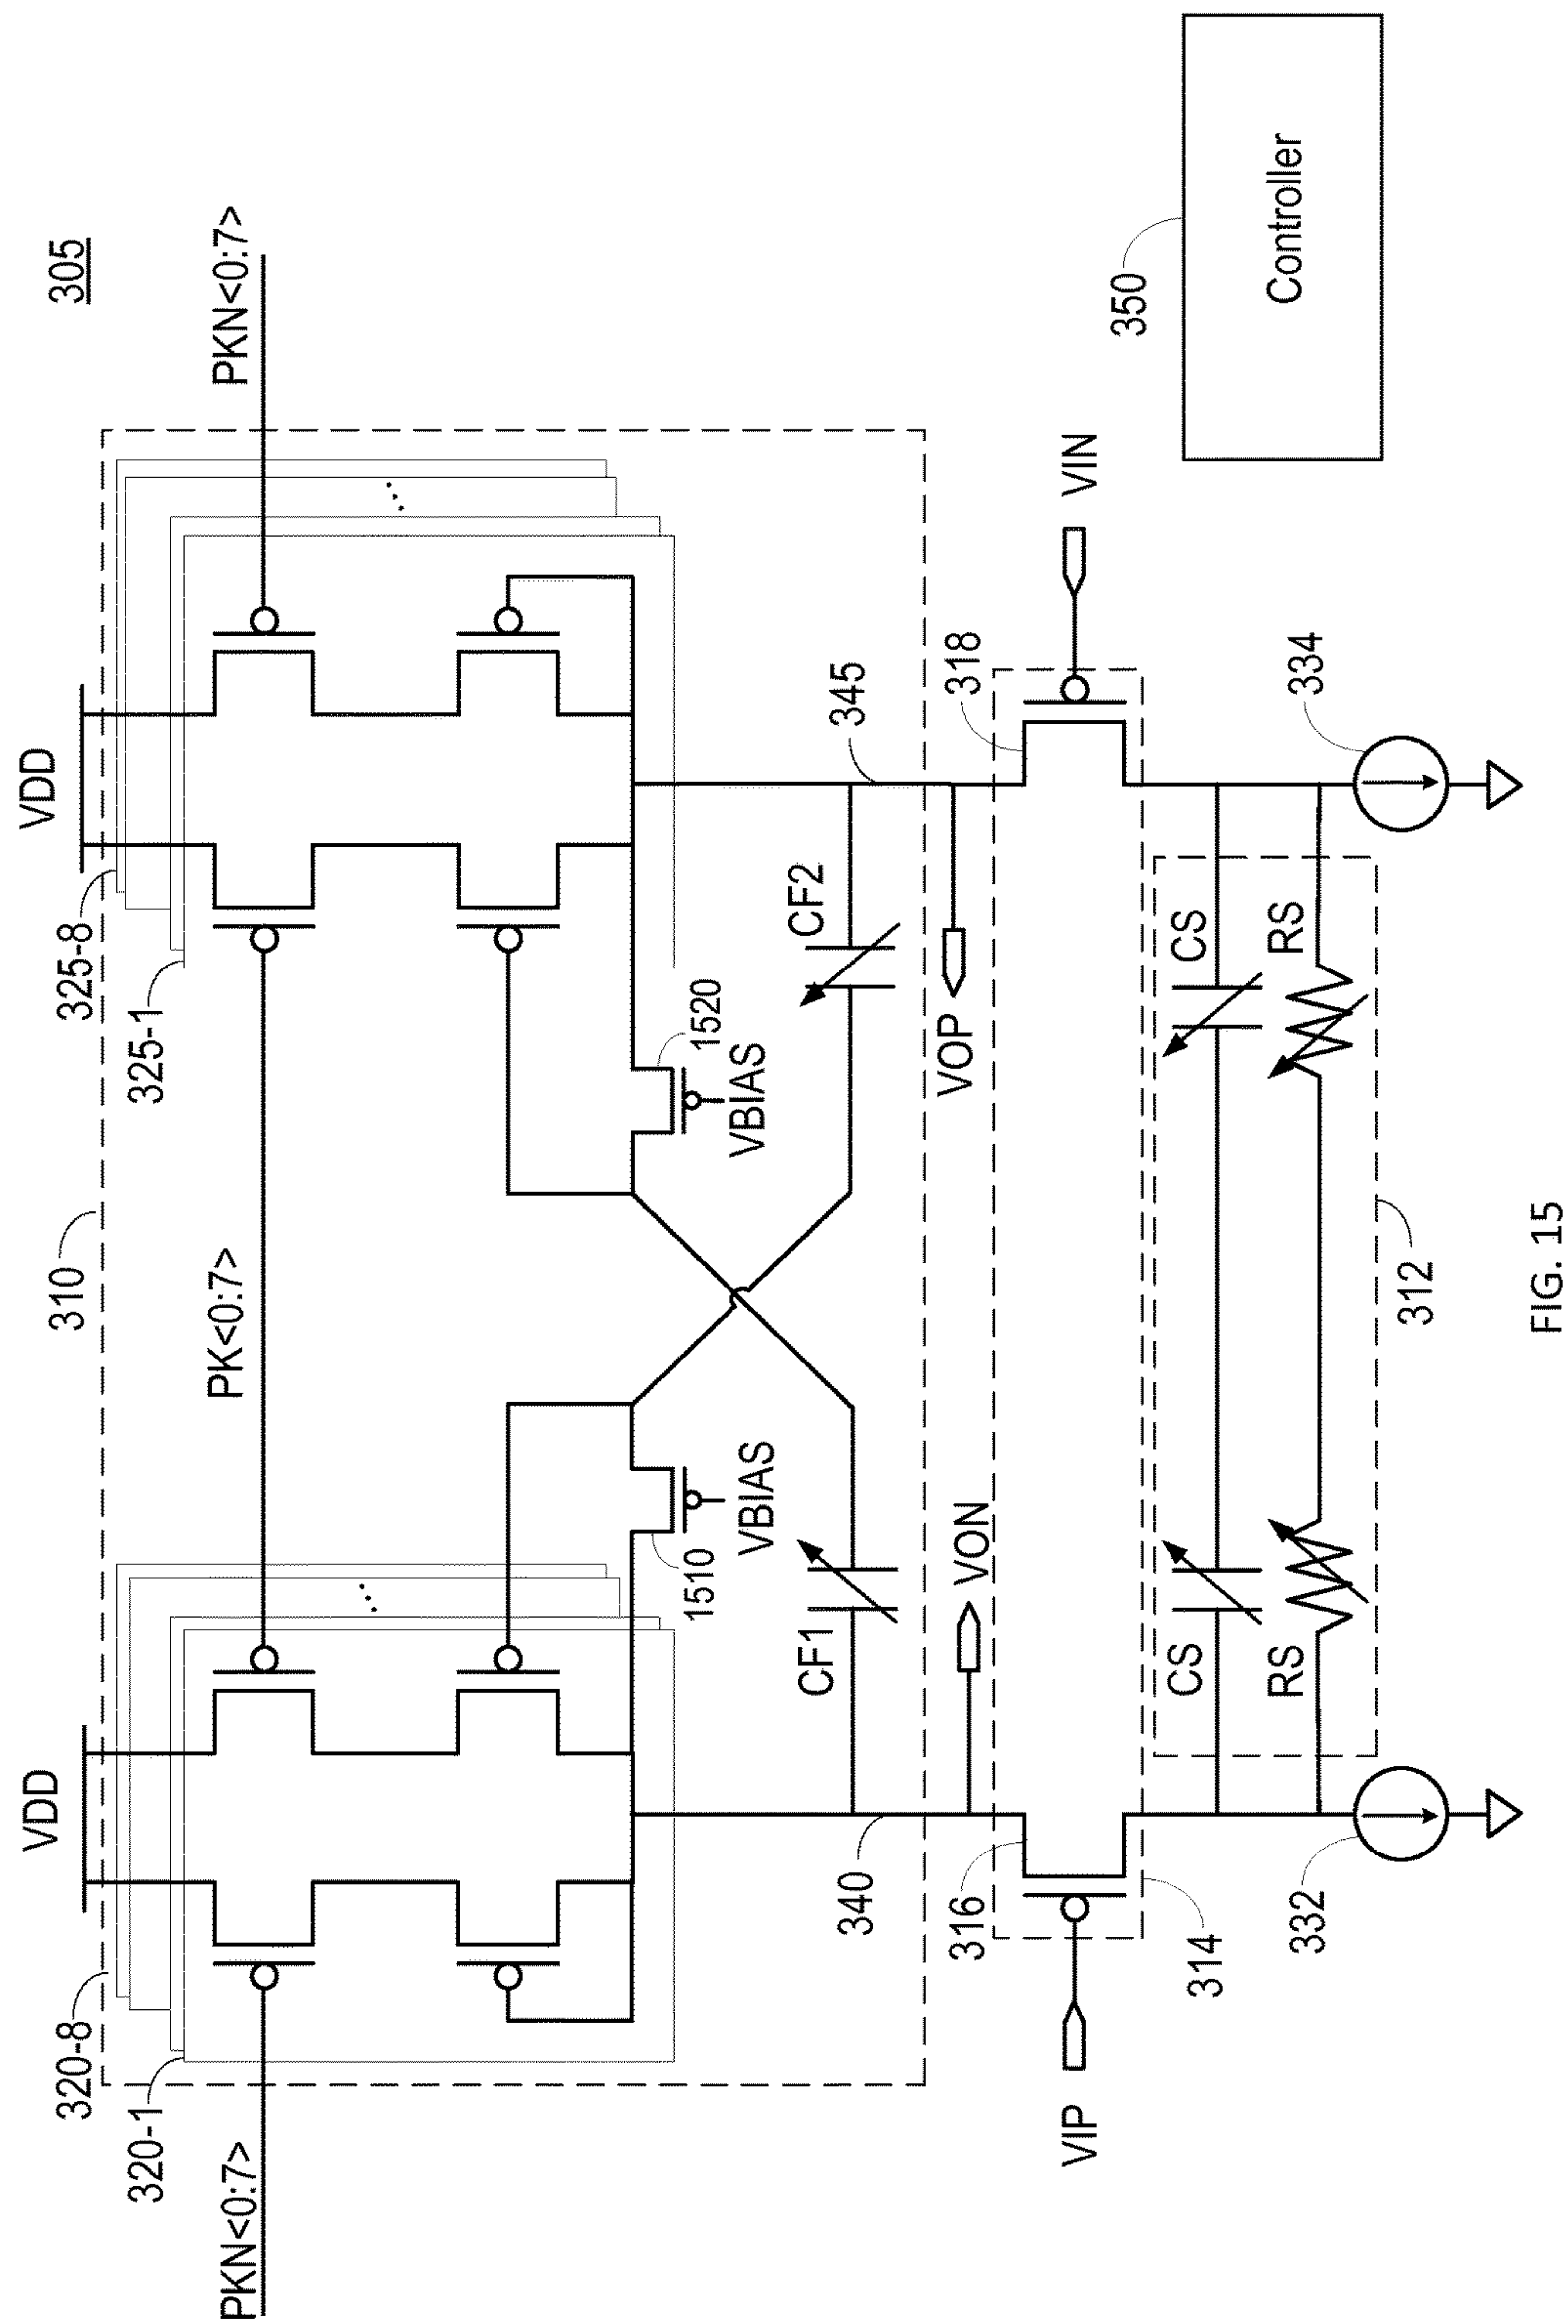 305
VDD
VDD
320-8
320-1
310
325-8
325-1
PKN<0:7>
PK<0:7>
PKN<0:7>
1510
VBIAS
1520
VBIAS
CF1
CF2
340
VON
VOP
345
VIP
316
314
318
VIN
CS
CS
RS
RS
332
312
334
350
Controller
FIG. 15